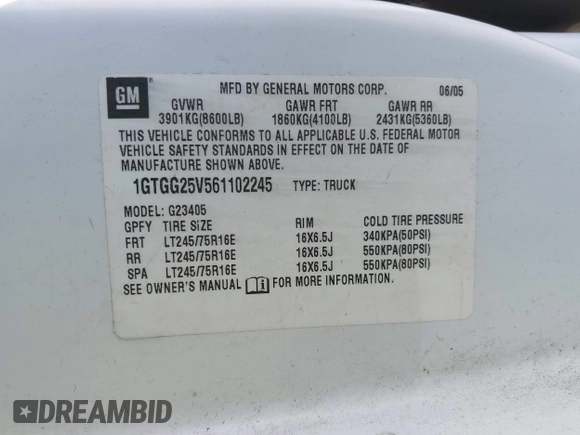 GM
MFD BY GENERAL MOTORS CORP. 06/05
GVWR GAWR FRT GAWR RR
3901KG(8600LB) 1860KG(4100LB) 2431KG(5360LB)
THIS VEHICLE CONFORMS TO ALL APPLICABLE U.S. FEDERAL MOTOR
VEHICLE SAFETY STANDARDS IN EFFECT ON THE DATE OF
MANUFACTURE SHOWN ABOVE.
1GTGG25V561102245 TYPE: TRUCK
MODEL: G23405
GPFY TIRE SIZE RIM COLD TIRE PRESSURE
FRT LT245/75R16E 16X6.5J 340KPA(50PSI)
RR LT245/75R16E 16X6.5J 550KPA(80PSI)
SPA LT245/75R16E 16X6.5J 550KPA(80PSI)
SEE OWNER'S MANUAL FOR MORE INFORMATION.
DREAMBID